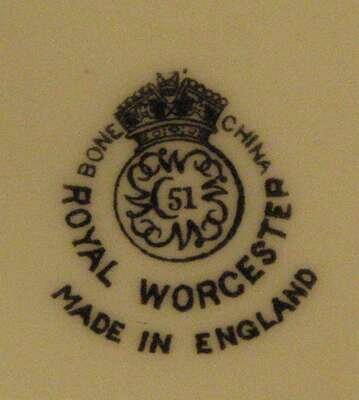 BONE CHINA
51
ROYAL WORCESTER
MADE IN ENGLAND